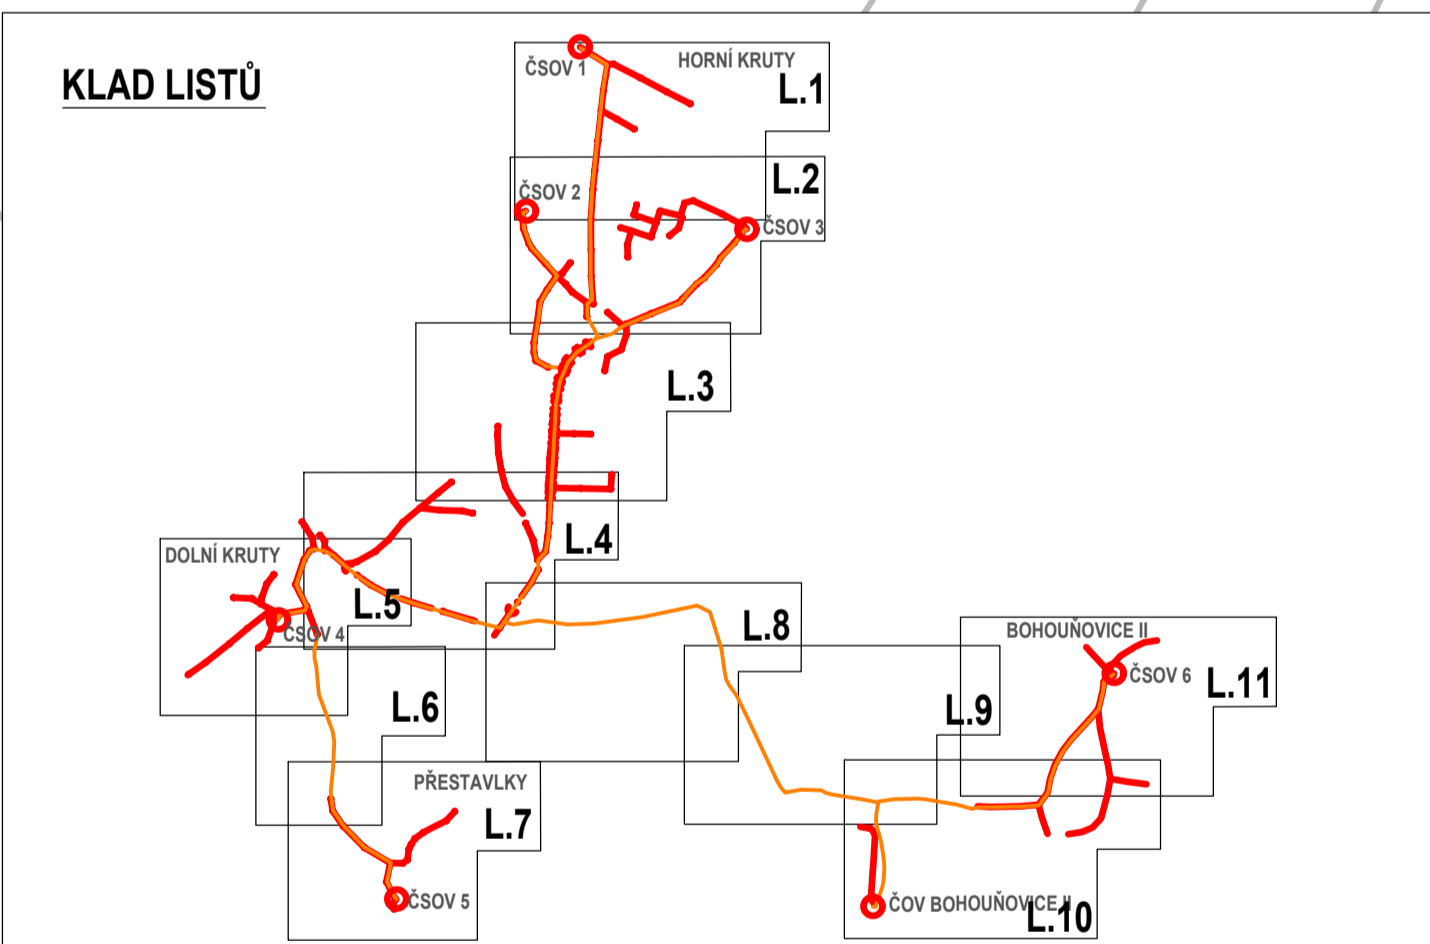 KLAD LISTŮ
ČSOV 1
HORNÍ KRUTY
L.1
L.2
ČSOV 2
ČSOV 3
L.3
L.4
DOLNÍ KRUTY
L.5
ČSOV 4
L.8
BOHOUŇOVICE II
ČSOV 6
L.11
L.6
L.9
PŘESTAVLKY
L.7
ČSOV 5
ČOV BOHOUŇOVICE II
L.10